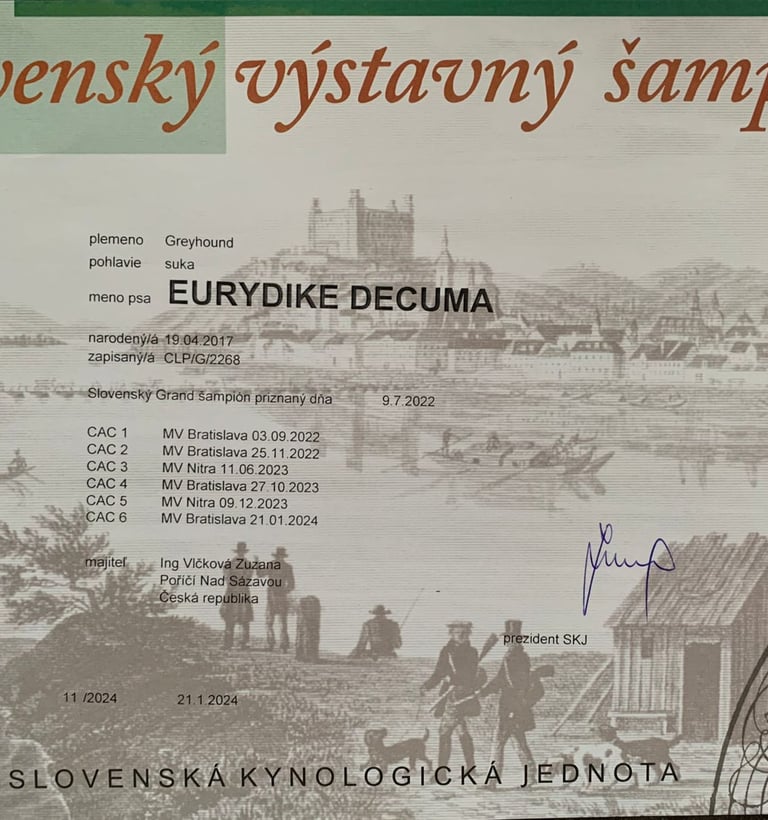 venský výstavný šamp
plemeno Greyhound
pohlavie suka
meno psa EURYDIKE DECUMA
narodený/á 19.04.2017
zapísaný/á CLP/G/2268
Slovenský Grand šampión priznaný dňa 9.7.2022
CAC 1 MV Bratislava 03.09.2022
CAC 2 MV Bratislava 25.11.2022
CAC 3 MV Nitra 11.06.2023
CAC 4 MV Bratislava 27.10.2023
CAC 5 MV Nitra 09.12.2023
CAC 6 MV Bratislava 21.01.2024
majiteľ Ing Vlčková Zuzana
Poříčí Nad Sázavou
Česká republika
prezident SKJ
11 /2024 21.1.2024
SLOVENSKÁ KYNOLOGICKÁ JEDNOTA